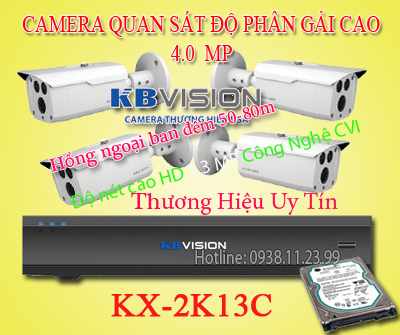 CAMERA QUAN SÁT ĐỘ PHÂN GẢI CAO
4.0 MP
KBVISION
CAMERA THƯƠNG HIỆU
Hồng ngoại ban đêm 50,80m
Độ nét cao HD
3 MP Công Nghệ CVI
Thương Hiệu Uy Tín
KBVISION
Hotline: 0938.11.23.99
KX-2K13C